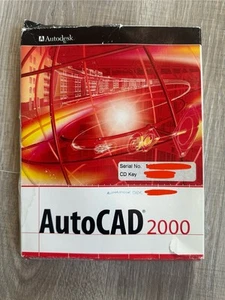 Autodesk
Serial No.
CD Key
AutoCAD® 2000